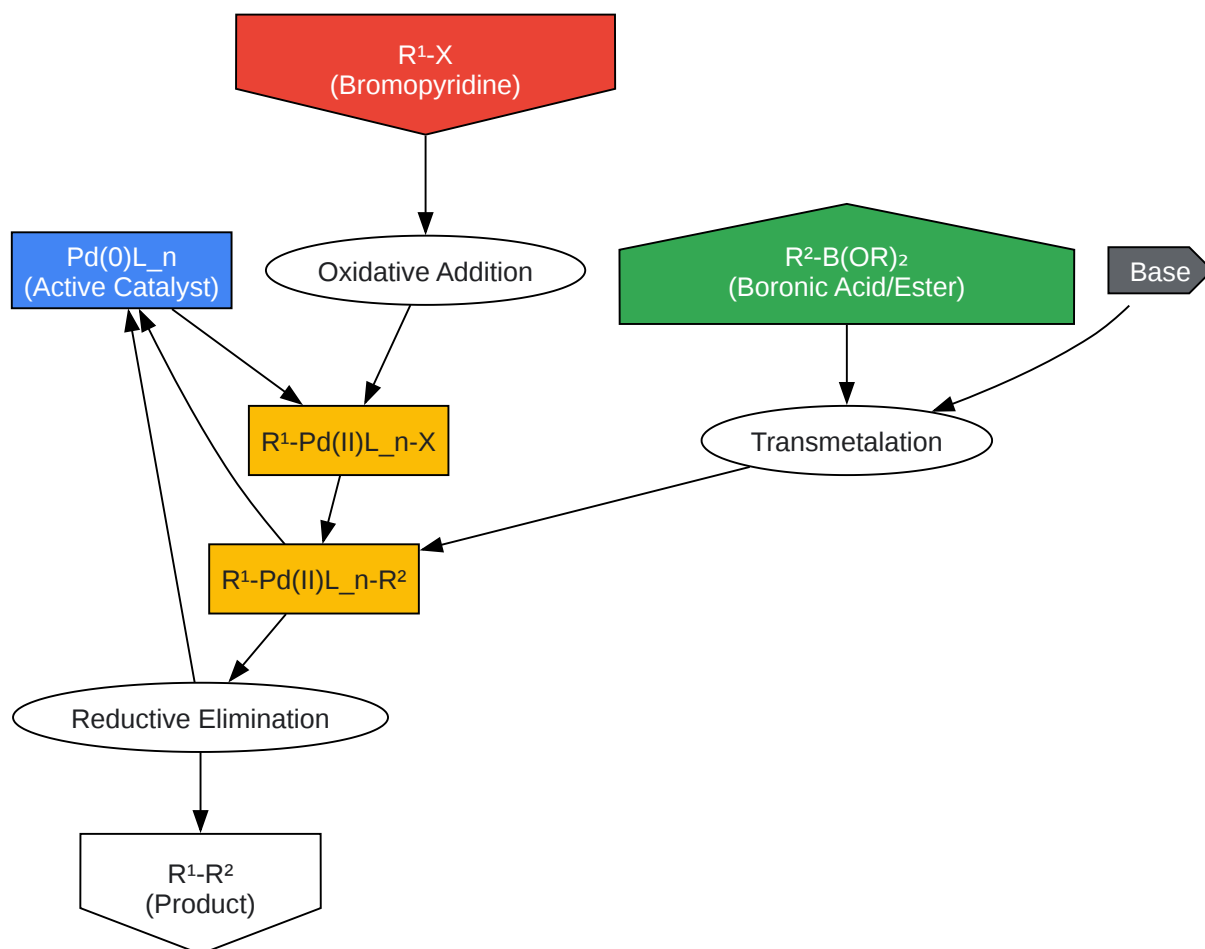 R¹-X
(Bromopyridine)
Pd(0)L_n
(Active Catalyst)
Oxidative Addition
R²-B(OR)₂
(Boronic Acid/Ester)
Base
R¹-Pd(II)L_n-X
Transmetalation
R¹-Pd(II)L_n-R²
Reductive Elimination
R¹-R²
(Product)